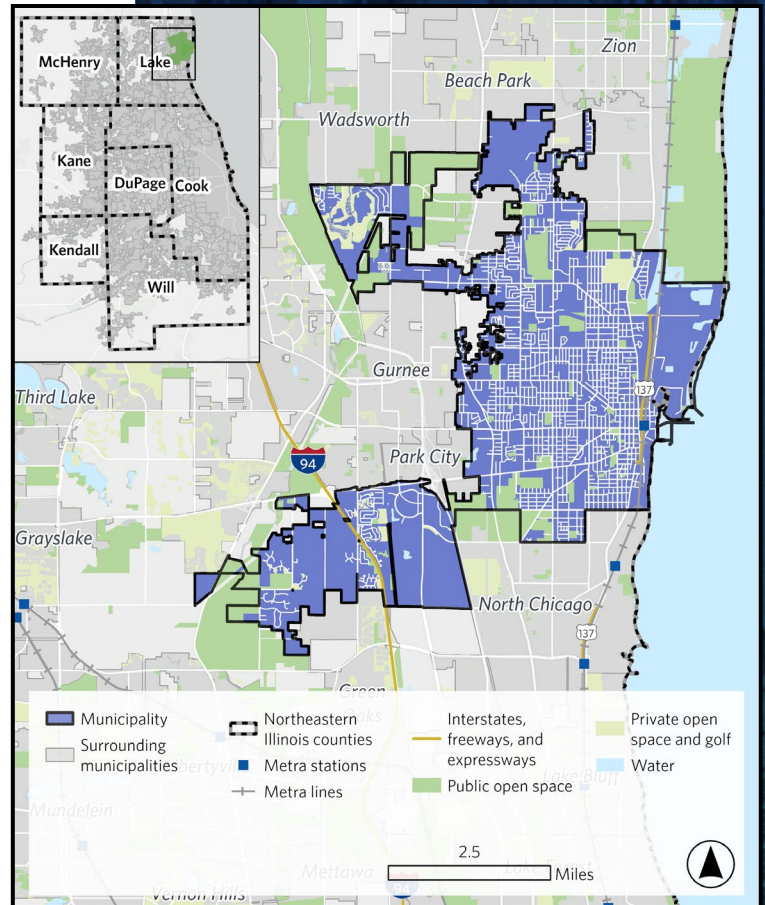 McHenry
Lake
Kane
DuPage
Cook
Kendall
Will
Zion
Beach Park
Wadsworth
Gurnee
Third Lake
137
Park City
94
Grayslake
North Chicago
137
Green
Oaks
Municipality
Surrounding
municipalities
Northeastern
Illinois counties
Metra stations
Metra lines
Interstates,
freeways, and
expressways
Public open space
Private open
space and golf
Water
Libertyville
Lake Bluff
Mundelein
2.5
Miles
Mettawa
Lake Forest
94
Vernon Hills